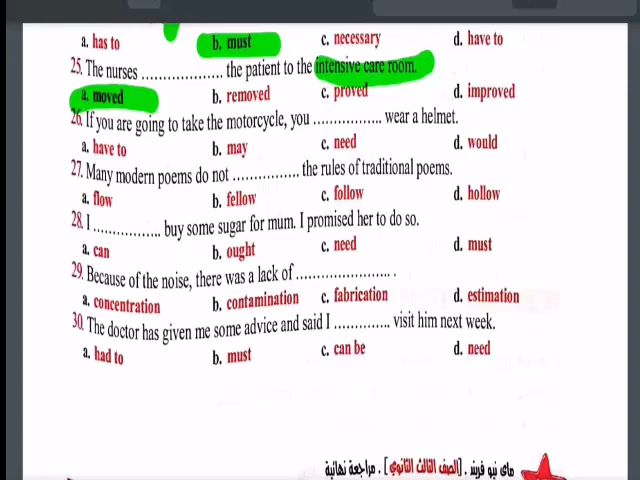 a. has to b. must c. necessary d. have to
25. The nurses ..................... the patient to the intensive care room.
a. moved b. removed c. proved d. improved
26. If you are going to take the motorcycle, you ................. wear a helmet.
a. have to b. may c. need d. would
27. Many modern poems do not ................. the rules of traditional poems.
a. flow b. fellow c. follow d. hollow
28. I ................. buy some sugar for mum. I promised her to do so.
a. can b. ought c. need d. must
29. Because of the noise, there was a lack of ........................ .
a. concentration b. contamination c. fabrication d. estimation
30. The doctor has given me some advice and said I .............. visit him next week.
a. had to b. must c. can be d. need
ماى نيو فريند . [الصف الثالث الثانوي] . مراجعة نهائية